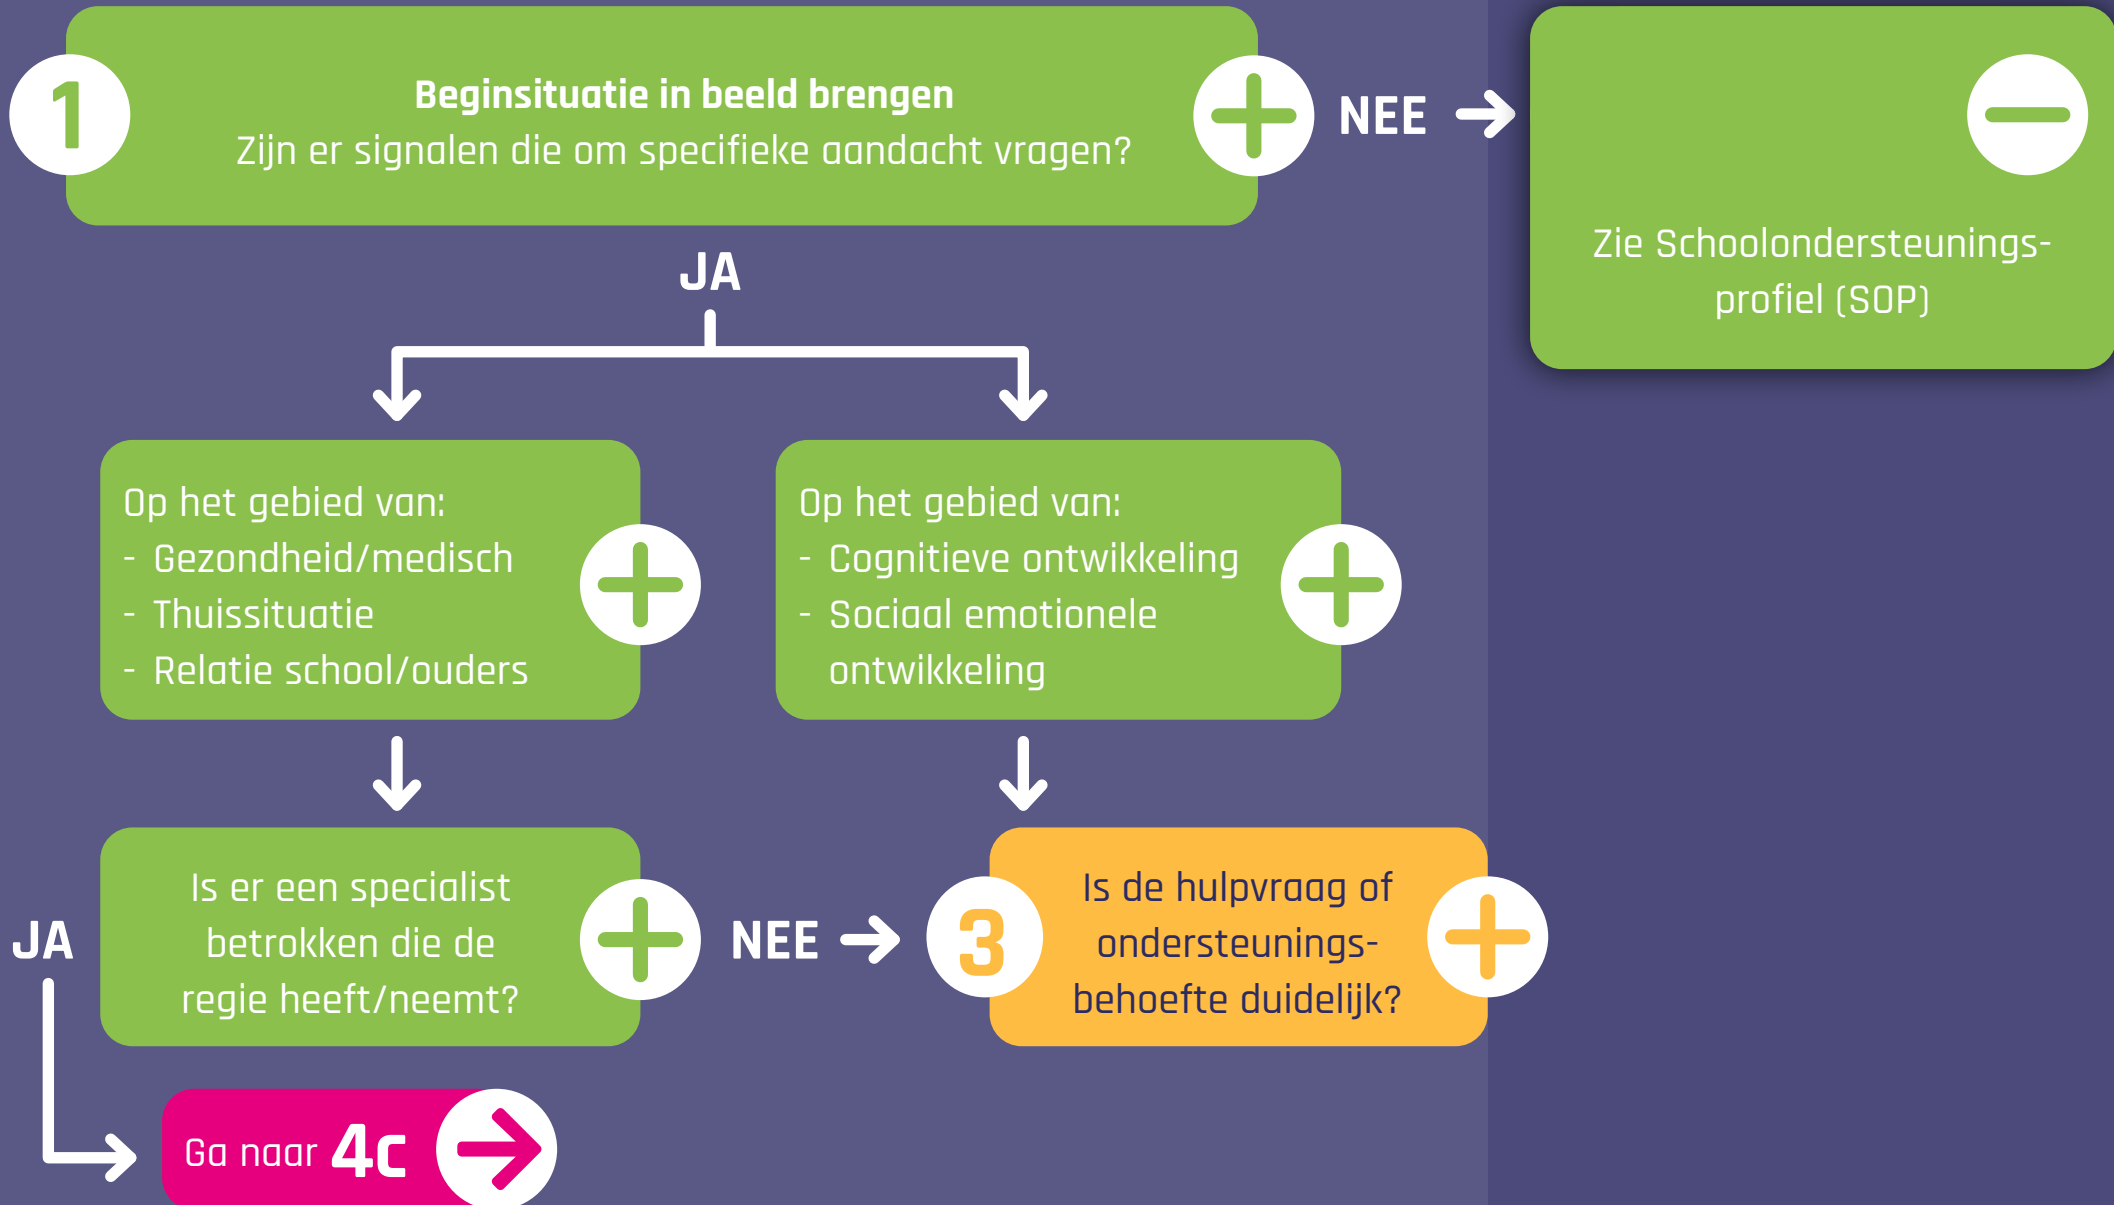 1
Beginsituatie in beeld brengen
Zijn er signalen die om specifieke aandacht vragen?
NEE
Zie Schoolondersteunings-
profiel (SOP)
JA
Op het gebied van:
- Gezondheid/medisch
- Thuissituatie
- Relatie school/ouders
Op het gebied van:
- Cognitieve ontwikkeling
- Sociaal emotionele
ontwikkeling
JA
Is er een specialist
betrokken die de
regie heeft/neemt?
NEE
3
Is de hulpvraag of
ondersteunings-
behoefte duidelijk?
Ga naar 4c